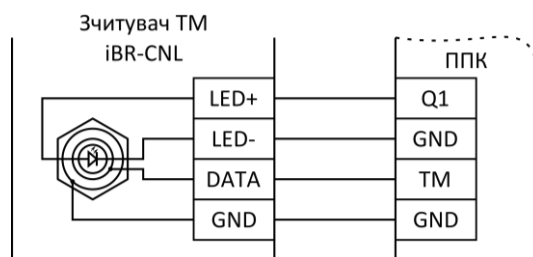 Зчитувач ТМ
iBR-CNL
ППК
LED+
Q1
LED-
GND
DATA
TM
GND
GND